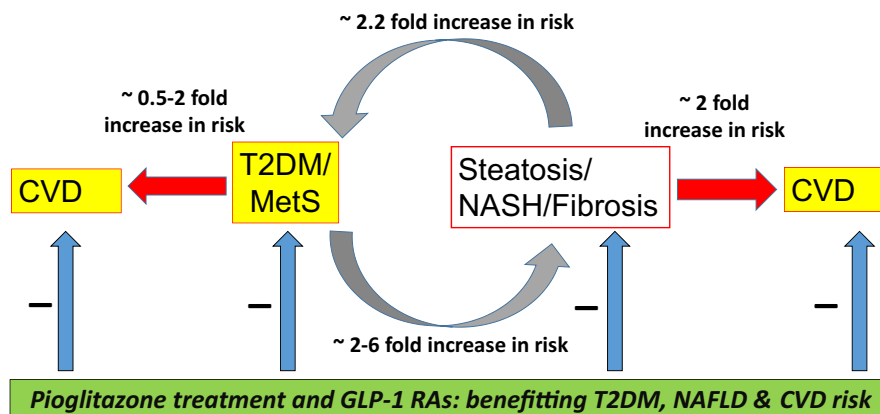 ~ 2.2 fold increase in risk
~ 0.5-2 fold
increase in risk
~ 2 fold
increase in risk
CVD
T2DM/
MetS
Steatosis/
NASH/Fibrosis
CVD
–
–
–
–
~ 2-6 fold increase in risk
Pioglitazone treatment and GLP-1 RAs: benefitting T2DM, NAFLD & CVD risk